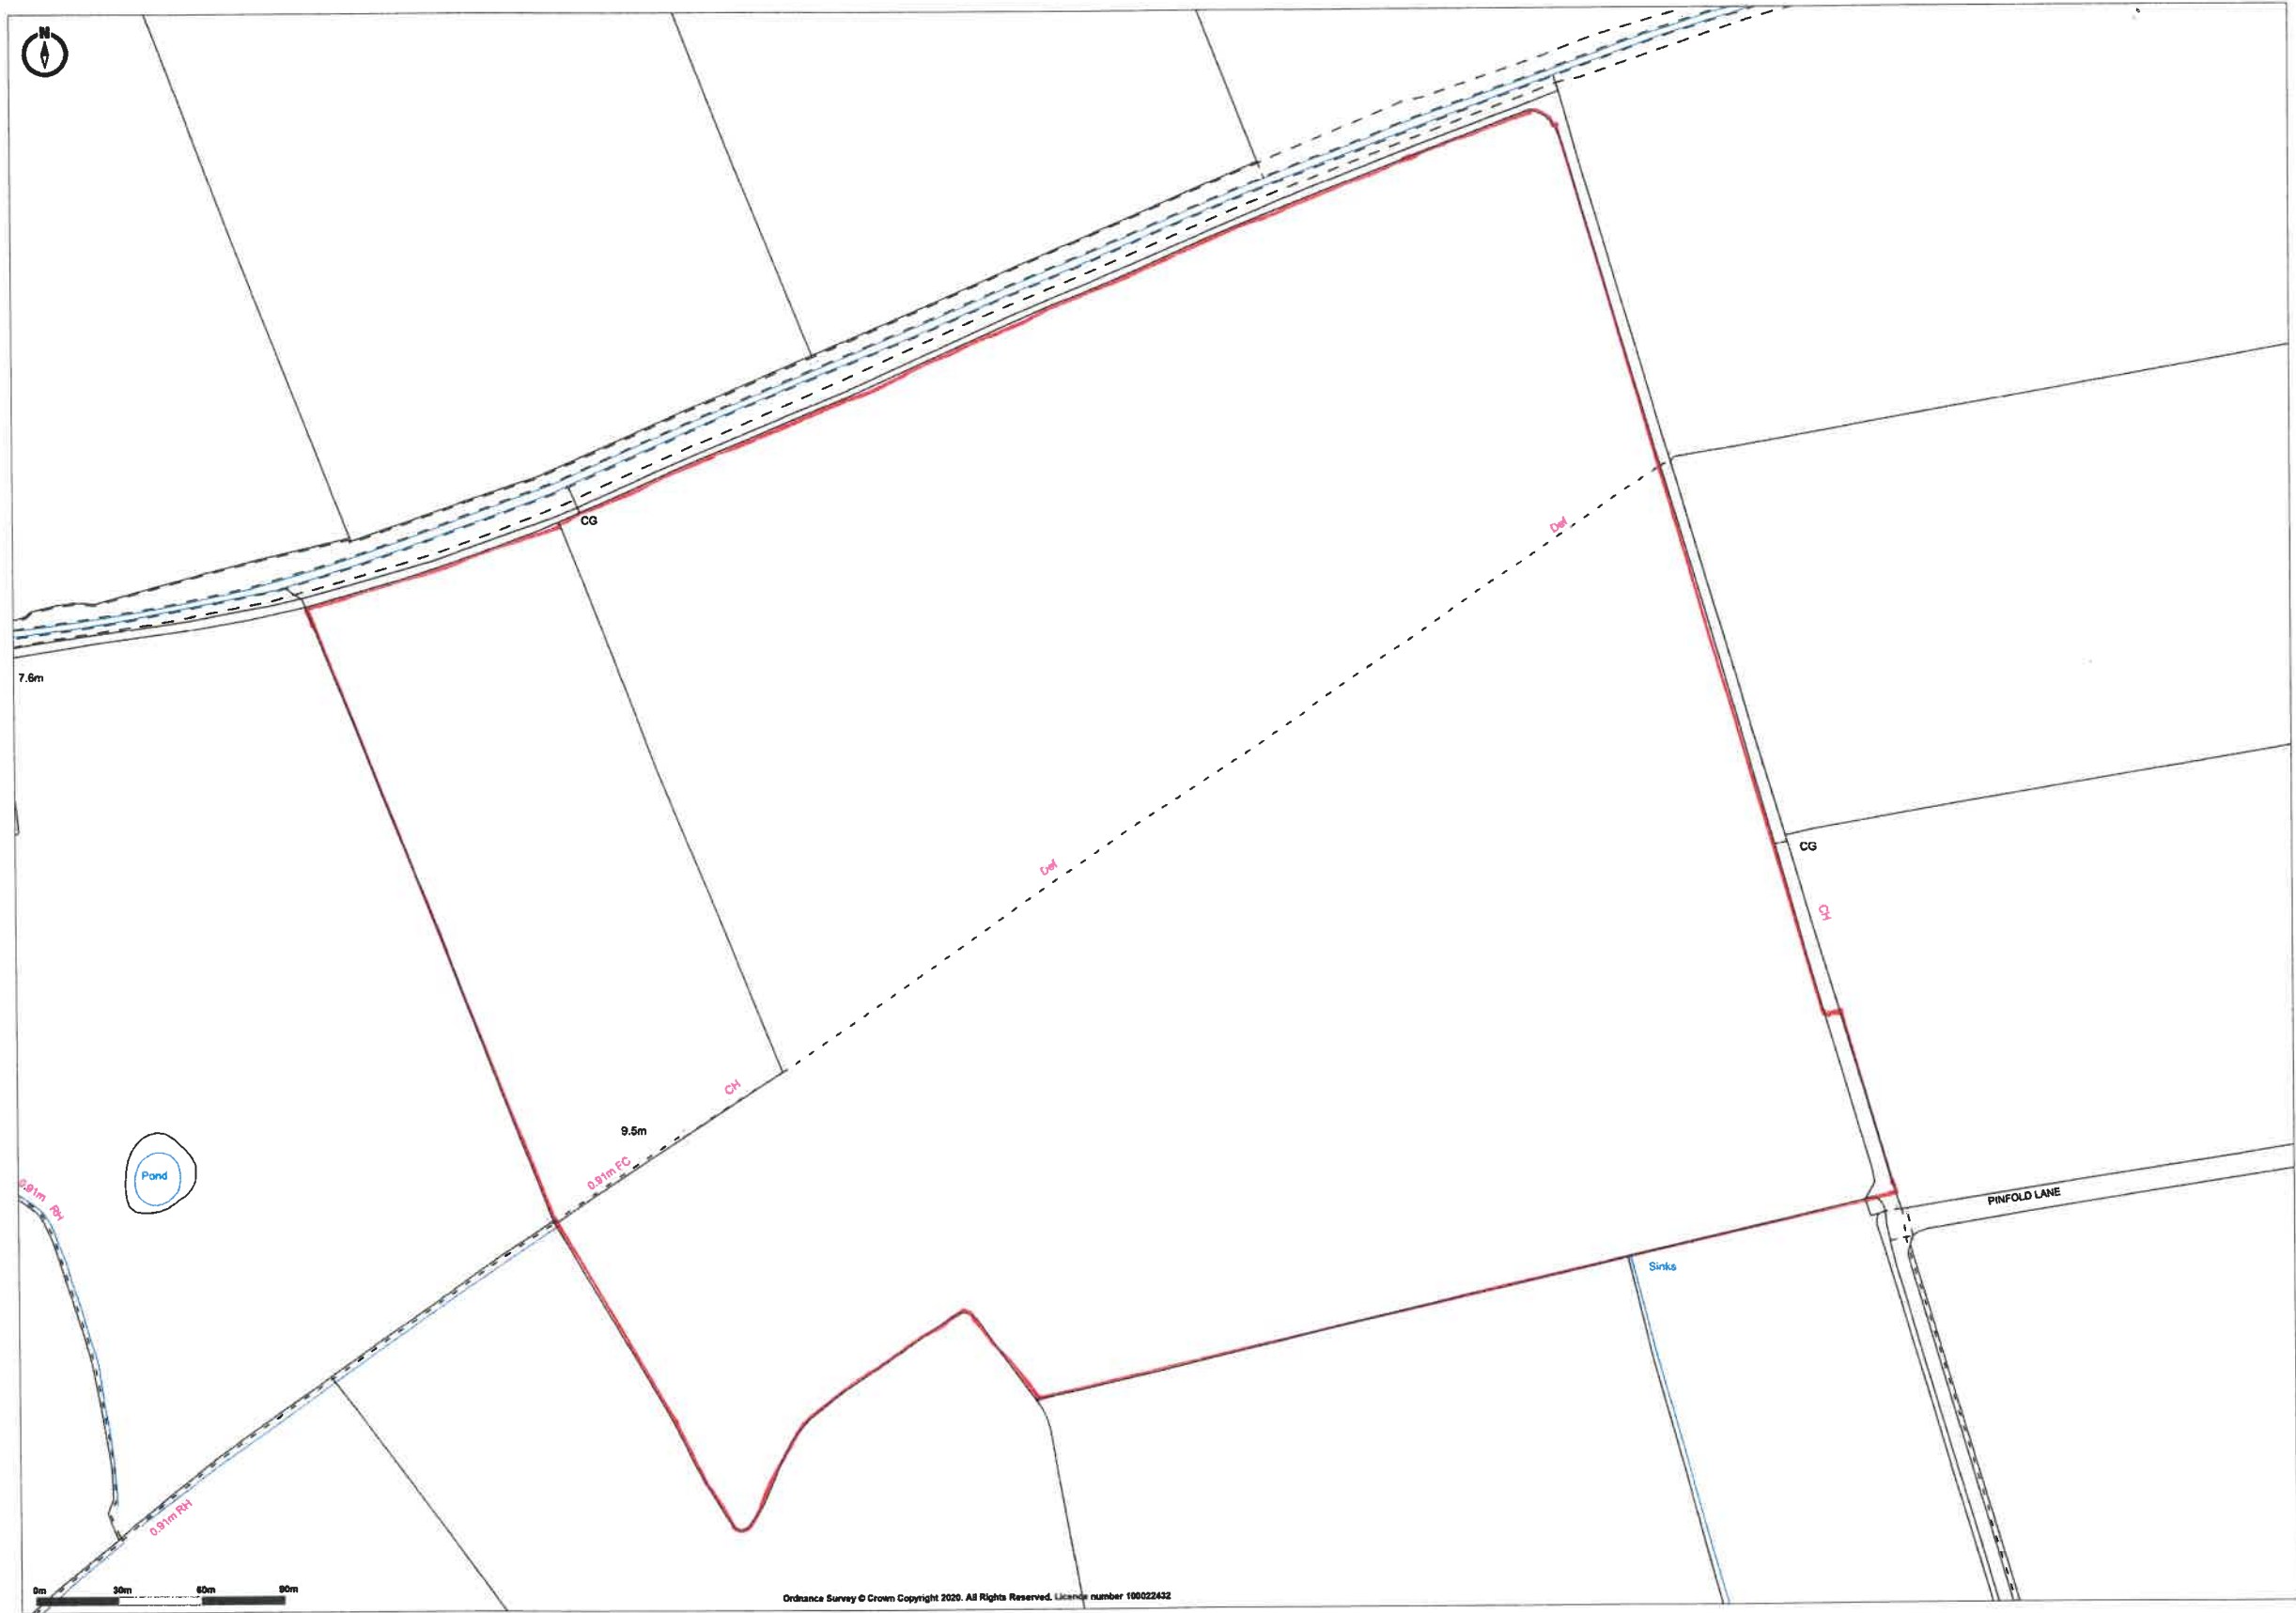 N
CG
Def
7.6m
Def
CG
CH
CH
9.5m
0.91m FC
Pond
0.91m RH
PINFOLD LANE
Sinks
0.91m RH
0m 30m 60m 90m
Ordnance Survey © Crown Copyright 2020. All Rights Reserved. Licence number 100022432